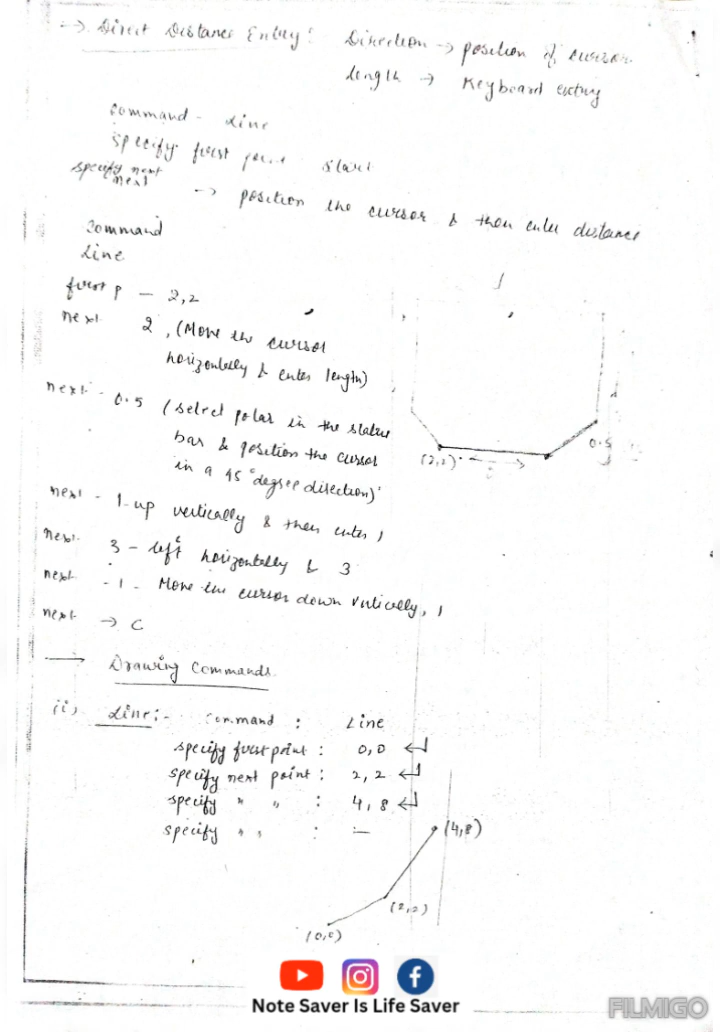 → Direct Distance Entry: Direction → position of cursor
length → Keyboard entry
command - Line
specify first point start
specify next
next → position the cursor & then enter distance
Command
Line
first p - 2,2
next 2, (Move the cursor
horizontally & enter length)
next - 0.5 (select polar in the status
bar & position the cursor
in a 45° degree direction)
next - 1-up vertically & then enter 1
next 3 - left horizontally & 3
next - 1 - Move the cursor down vertically, 1
next → C
(2,2)
0.5
→ Drawing Commands
(i) Line:- Command : Line
specify first point : 0,0 ↵
specify next point : 2,2 ↵
specify " " : 4,8 ↵
specify " " : -
(4,8)
(2,2)
(0,0)
Note Saver Is Life Saver
FILMIGO